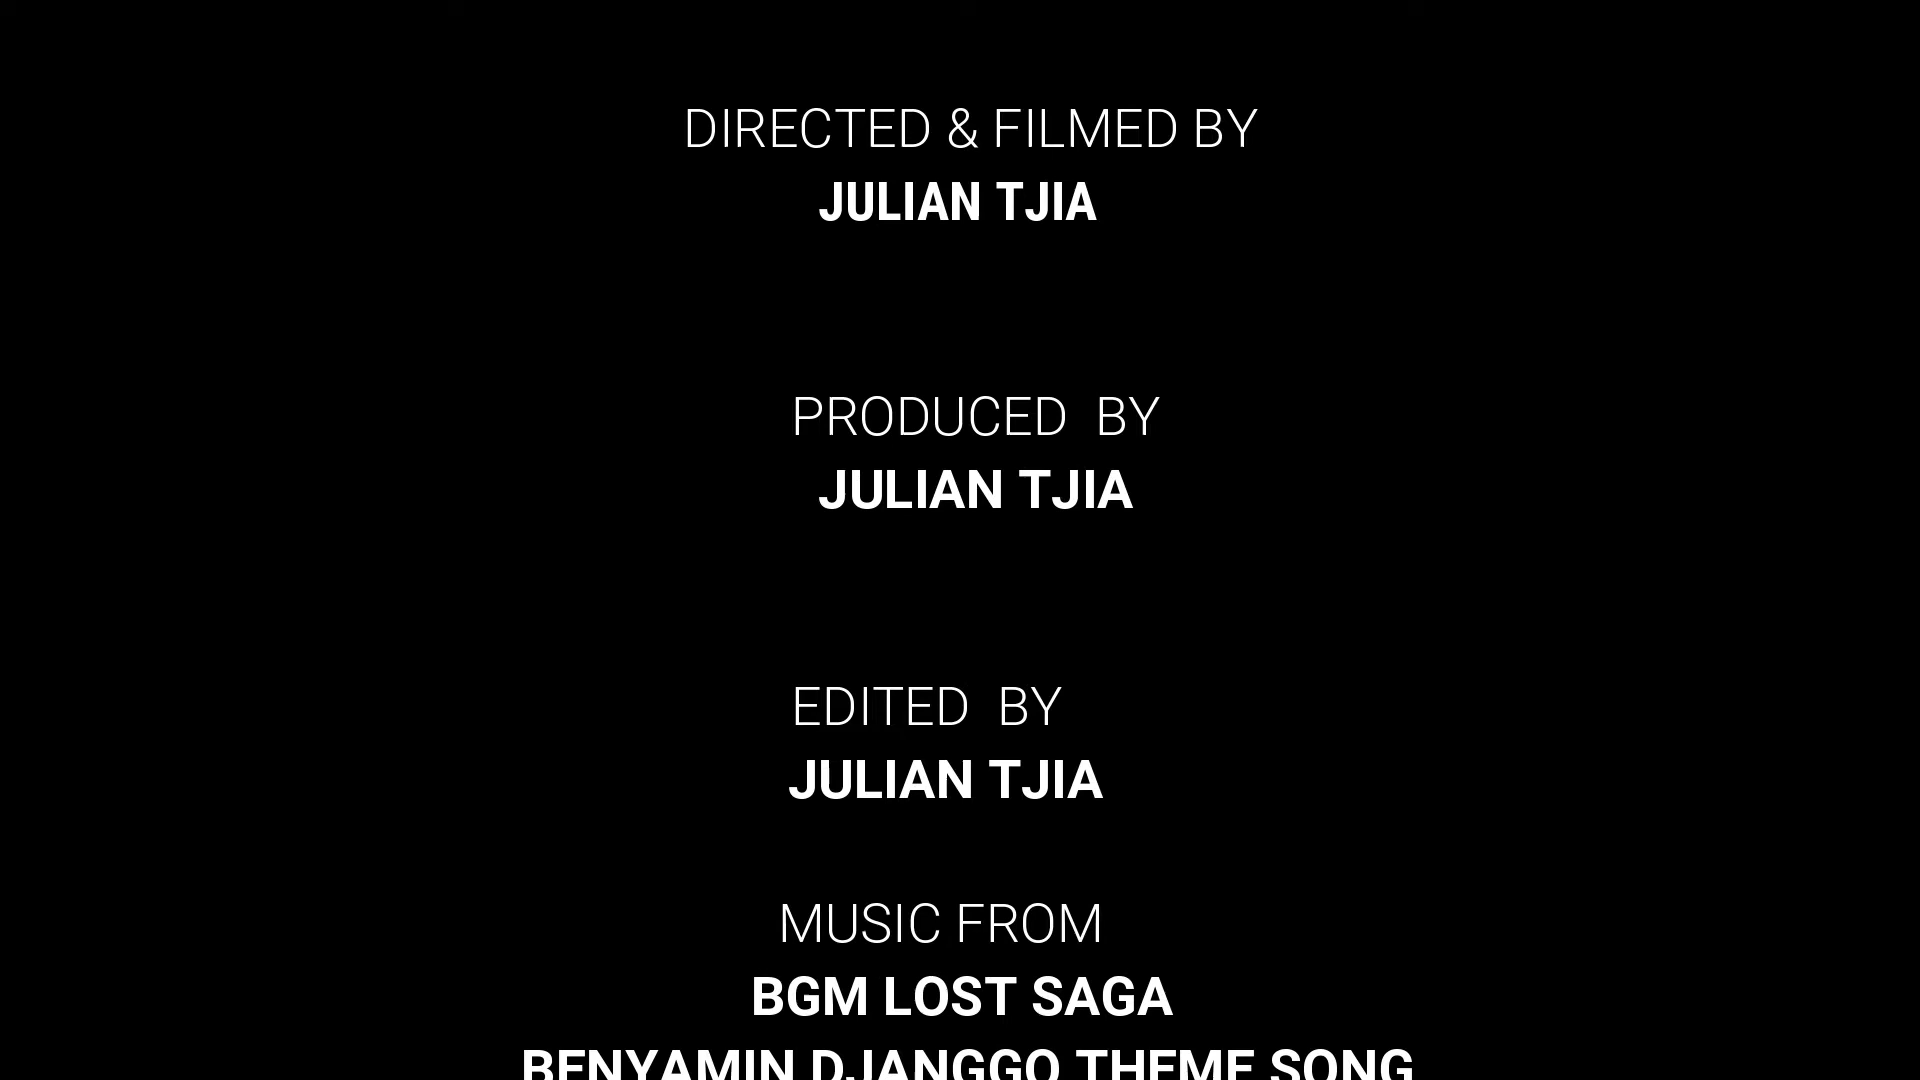 DIRECTED & FILMED BY
JULIAN TJIA
PRODUCED  BY
JULIAN TJIA
EDITED  BY
JULIAN TJIA
MUSIC FROM
BGM LOST SAGA
BENYAMIN DJANGGO THEME SONG